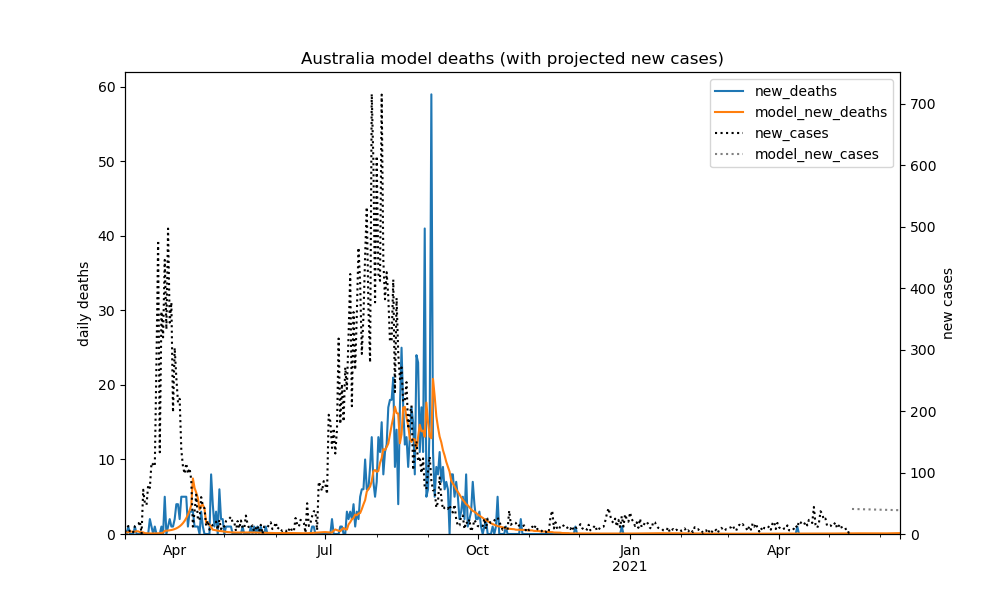 Australia model deaths (with projected new cases)
60
50
40
30
20
10
0
daily deaths
700
600
500
400
300
200
100
0
new cases
new_deaths
model_new_deaths
new_cases
model_new_cases
Apr Jul Oct Jan Apr
2021